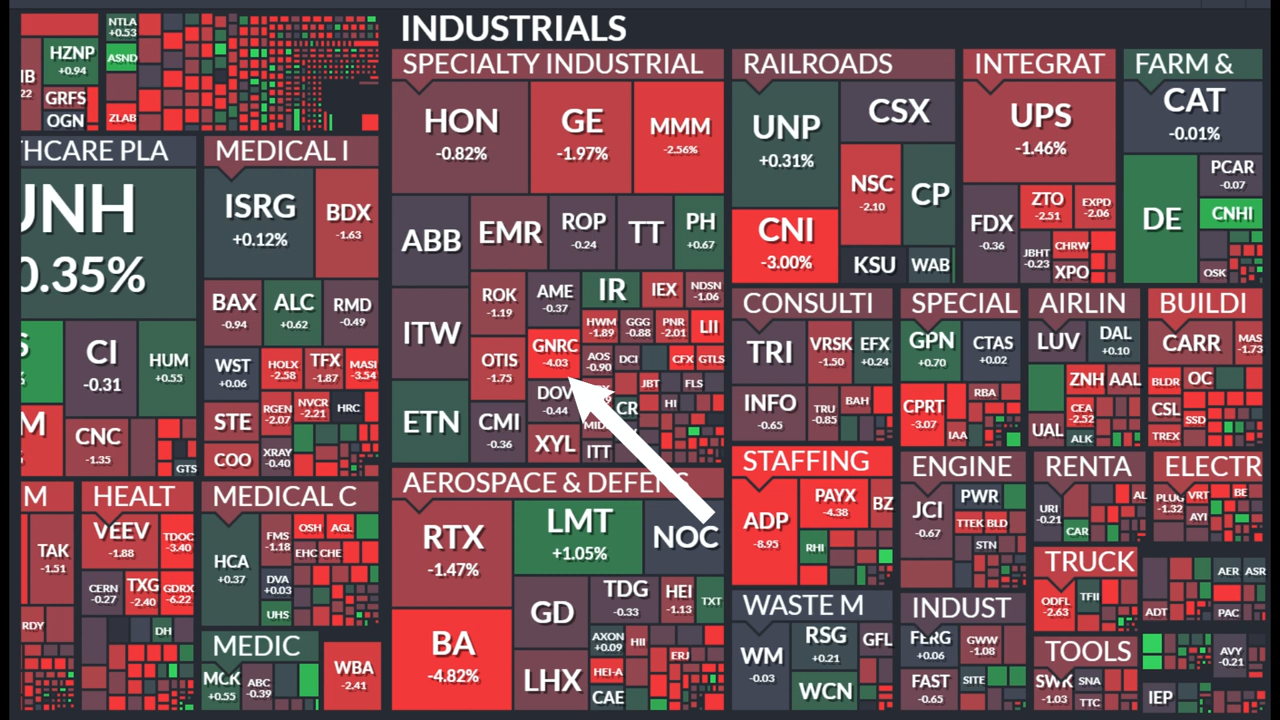 INDUSTRIALS
NTLA
+0.53
HZNP
+0.94
ASND
GRFS
OGN
ZLAB
22
SPECIALTY INDUSTRIAL
HON
-0.82%
GE
-1.97%
MMM
-2.56%
ABB
EMR
ROP
-0.24
TT
PH
+0.67
ITW
ROK
-1.19
AME
-0.37
IR
IEX
NDSN
-1.06
HWM
-1.89
GGG
-0.88
PNR
-2.01
LII
GNRC
-4.03
OTIS
-1.75
AOS
-0.90
DCI
CFX
GTLS
JBT
FLS
ETN
CMI
-0.36
DOV
-0.44
CR
HI
XYL
ITT
RAILROADS
UNP
+0.31%
CSX
NSC
-2.10
CP
CNI
-3.00%
KSU
WAB
INTEGRAT
UPS
-1.46%
FDX
-0.36
ZTO
-2.51
EXPD
-2.06
JBHT
-0.23
CHRW
XPO
FARM &
CAT
-0.01%
DE
PCAR
-0.07
CNHI
OSK
THCARE PLA
UNH
0.35%
CI
-0.31
HUM
+0.55
M
CNC
-1.35
GTS
MEDICAL I
ISRG
+0.12%
BDX
-1.63
BAX
-0.94
ALC
+0.62
RMD
-0.49
WST
+0.06
HOLX
-2.58
TFX
-1.87
MASI
-3.54
STE
RGEN
-2.07
NVCR
-2.21
HRC
COO
XRAY
-0.40
CONSULTI
TRI
VRSK
-1.50
EFX
+0.24
INFO
-0.65
TRU
-0.85
BAH
SPECIAL
GPN
+0.70
CTAS
+0.02
CPRT
-3.07
RBA
IAA
AIRLIN
LUV
DAL
+0.10
ZNH
AAL
CEA
-2.52
UAL
ALK
BUILDI
CARR
MAS
-1.73
BLDR
OC
CSL
SSD
TREX
M
TAK
-1.51
RDY
HEALT
VEEV
-1.88
TDOC
-3.40
CERN
-0.27
TXG
-2.40
GDRX
-6.22
DH
MEDICAL C
HCA
+0.37
FMS
-1.18
OSH
AGL
EHC
CHE
DVA
+0.03
UHS
MEDIC
MCK
+0.55
ABC
-0.39
WBA
-2.41
AEROSPACE & DEFENS
RTX
-1.47%
LMT
+1.05%
NOC
BA
-4.82%
GD
TDG
-0.33
HEI
-1.13
TXT
LHX
AXON
+0.09
HII
HEI-A
ERJ
CAE
STAFFING
ADP
-8.95
PAYX
-4.38
BZ
RHI
WASTE M
WM
-0.03
RSG
+0.21
GFL
WCN
ENGINE
JCI
-0.67
PWR
TTEK
BLD
STN
INDUST
FERG
+0.06
GWW
-1.08
FAST
-0.65
SITE
RENTA
URI
-0.21
AL
CAR
TRUCK
ODFL
-2.63
TFII
TOOLS
SWK
-1.03
SNA
TTC
ELECTR
PLUG
-1.32
VRT
BE
AYI
AER
ASR
ADT
PAC
AVY
-0.21
IEP